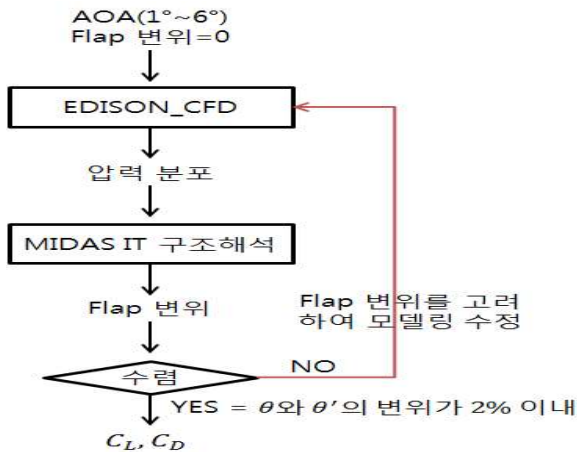 AOA(1°~6°)
Flap 변위=0
EDISON_CFD
압력 분포
MIDAS IT 구조해석
Flap 변위
Flap 변위를 고려
하여 모델링 수정
수렴
NO
YES = θ와 θ′의 변위가 2% 이내
C_L, C_D